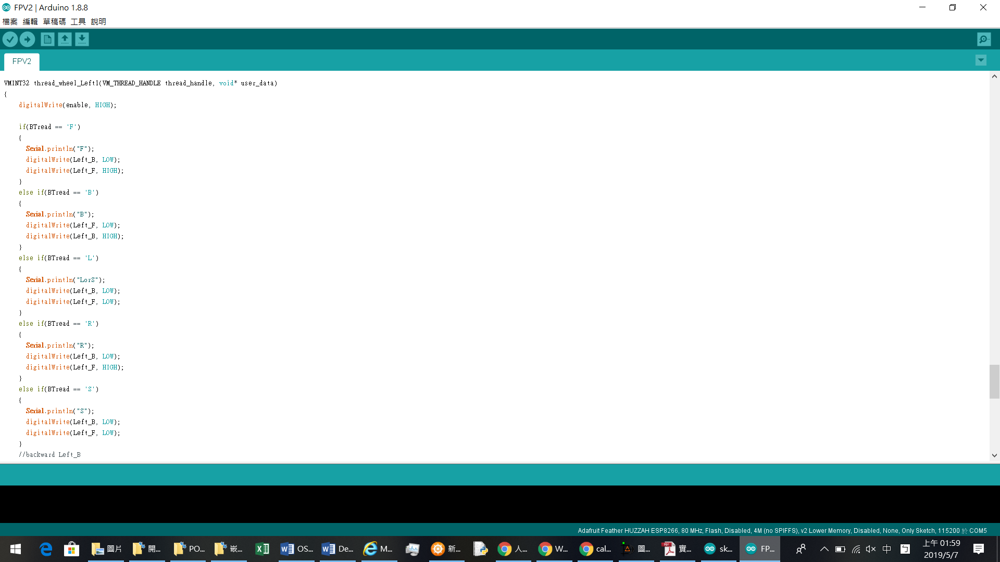 FPV2 | Arduino 1.8.8
檔案 編輯 草稿碼 工具 說明
FPV2
VMINT32 thread_wheel_Left1(VM_THREAD_HANDLE thread_handle, void* user_data)
{
digitalWrite(enable, HIGH);
if(BTread == 'F')
{
Serial.println("F");
digitalWrite(Left_B, LOW);
digitalWrite(Left_F, HIGH);
}
else if(BTread == 'B')
{
Serial.println("B");
digitalWrite(Left_F, LOW);
digitalWrite(Left_B, HIGH);
}
else if(BTread == 'L')
{
Serial.println("LorS");
digitalWrite(Left_B, LOW);
digitalWrite(Left_F, LOW);
}
else if(BTread == 'R')
{
Serial.println("R");
digitalWrite(Left_B, LOW);
digitalWrite(Left_F, HIGH);
}
else if(BTread == 'S')
{
Serial.println("S");
digitalWrite(Left_B, LOW);
digitalWrite(Left_F, LOW);
}
//backward Left_B
Adafruit Feather HUZZAH ESP8266, 80 MHz, Flash, Disabled, 4M (no SPIFFS), v2 Lower Memory, Disabled, None, Only Sketch, 115200 於 COM5
圖片 開... PO... 嵌... OS... De... M... 新... 人... W... cal... 圖... 實... sk... FP... 中 上午 01:59
2019/5/7